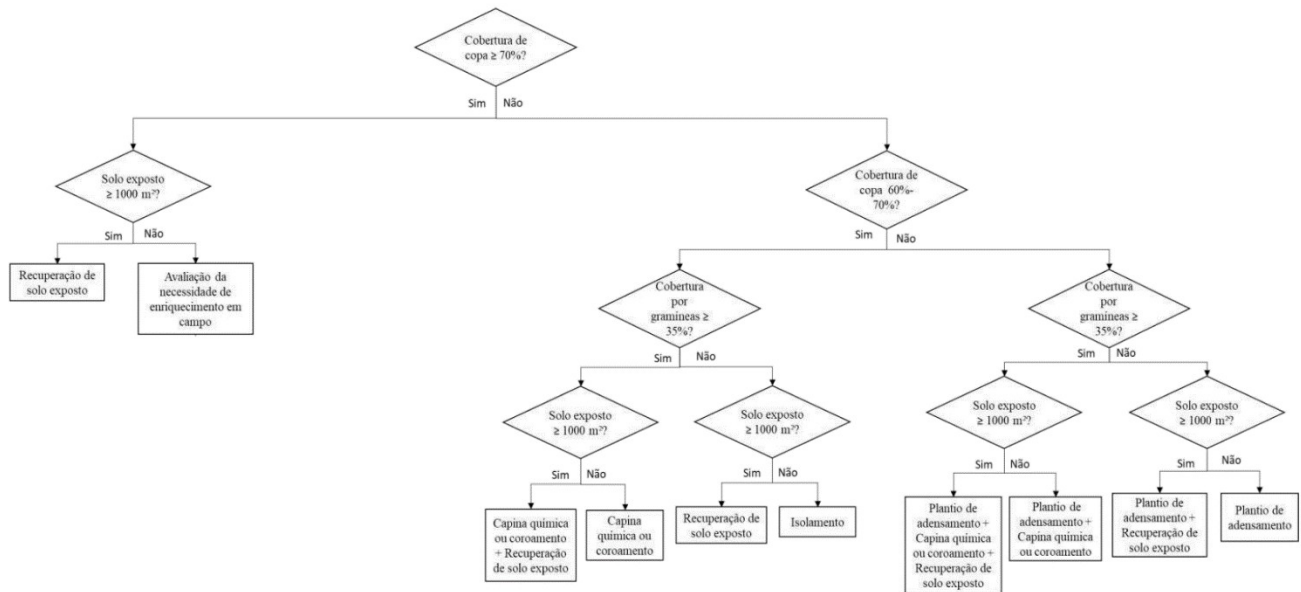 Cobertura de
copa ≥ 70%?
Sim
Não
Solo exposto
≥ 1000 m²?
Cobertura de
copa 60%-
70%?
Sim
Não
Sim
Não
Recuperação de
solo exposto
Avaliação da
necessidade de
enriquecimento em
campo
Cobertura
por
gramíneas ≥
35%?
Cobertura
por
gramíneas ≥
35%?
Sim
Não
Sim
Não
Solo exposto
≥ 1000 m²?
Solo exposto
≥ 1000 m²?
Solo exposto
≥ 1000 m²?
Solo exposto
≥ 1000 m²?
Sim
Não
Sim
Não
Sim
Não
Sim
Não
Capina química
ou coroamento
+ Recuperação
de solo exposto
Capina
química ou
coroamento
Recuperação de
solo exposto
Isolamento
Plantio de
adensamento +
Capina química
ou coroamento +
Recuperação de
solo exposto
Plantio de
adensamento +
Capina química
ou coroamento
Plantio de
adensamento +
Recuperação
de solo exposto
Plantio de
adensamento